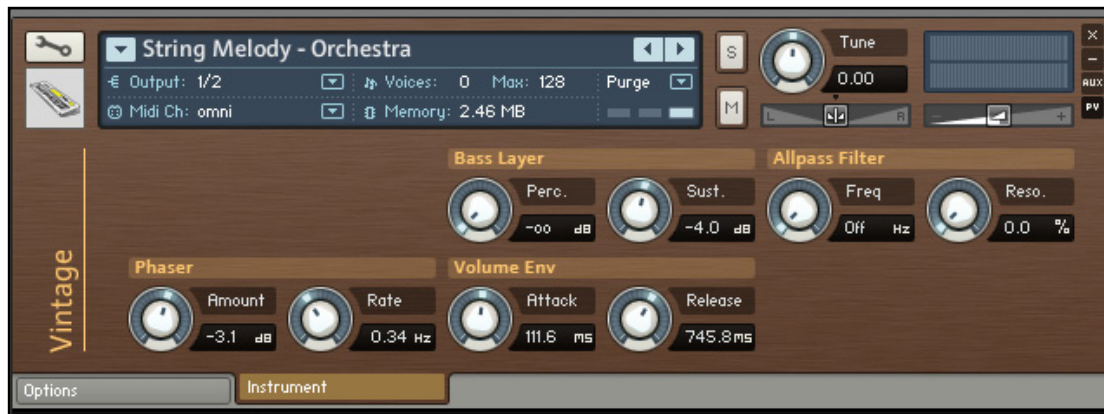 String Melody - Orchestra
S
Tune
0.00
×
−
AUX
PV
Output: 1/2
Voices: 0 Max: 128
Purge
Midi Ch: omni
Memory: 2.46 MB
M
L
R
−
+
Vintage
Bass Layer
Allpass Filter
Perc.
Sust.
Freq
Reso.
-oo dB
-4.0 dB
Off Hz
0.0 %
Phaser
Volume Env
Amount
Rate
Attack
Release
-3.1 dB
0.34 Hz
111.6 ms
745.8ms
Options
Instrument